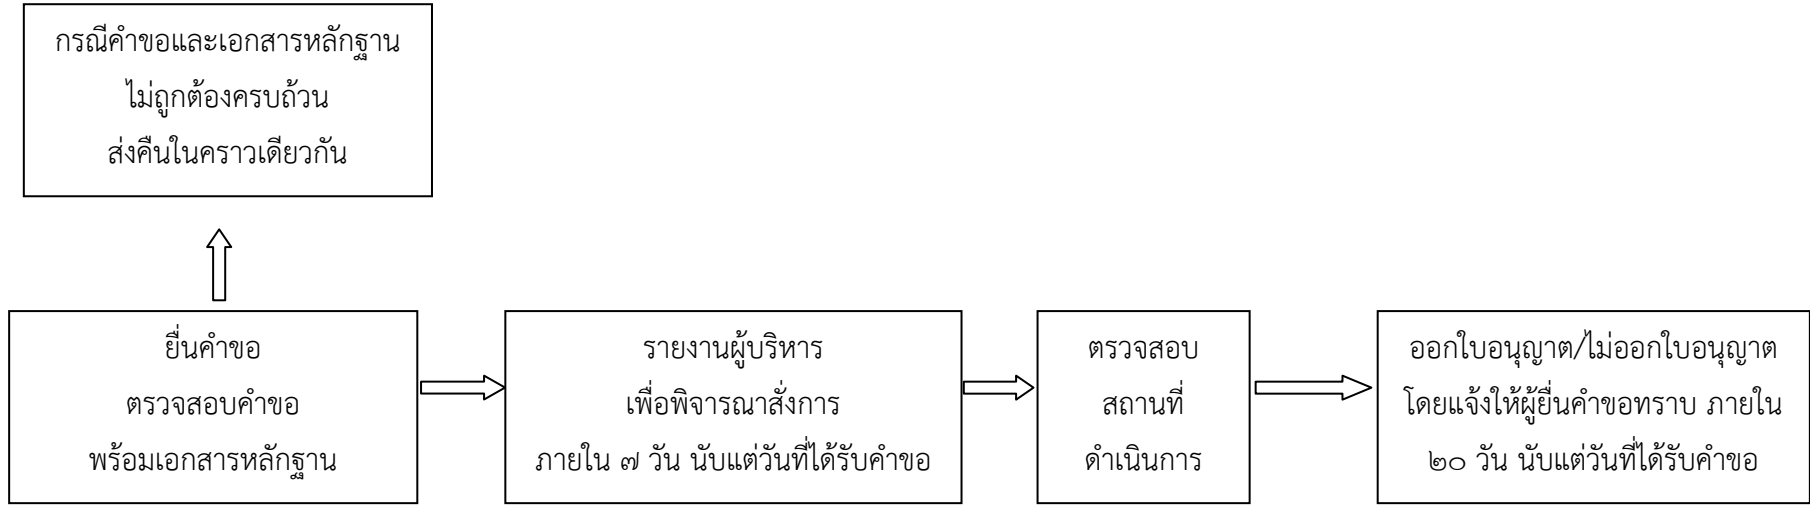 กรณีคำขอและเอกสารหลักฐาน
ไม่ถูกต้องครบถ้วน
ส่งคืนในคราวเดียวกัน
ยื่นคำขอ
ตรวจสอบคำขอ
พร้อมเอกสารหลักฐาน
รายงานผู้บริหาร
เพื่อพิจารณาสั่งการ
ภายใน ๗ วัน นับแต่วันที่ได้รับคำขอ
ตรวจสอบ
สถานที่
ดำเนินการ
ออกใบอนุญาต/ไม่ออกใบอนุญาต
โดยแจ้งให้ผู้ยื่นคำขอทราบ ภายใน
๒๐ วัน นับแต่วันที่ได้รับคำขอ